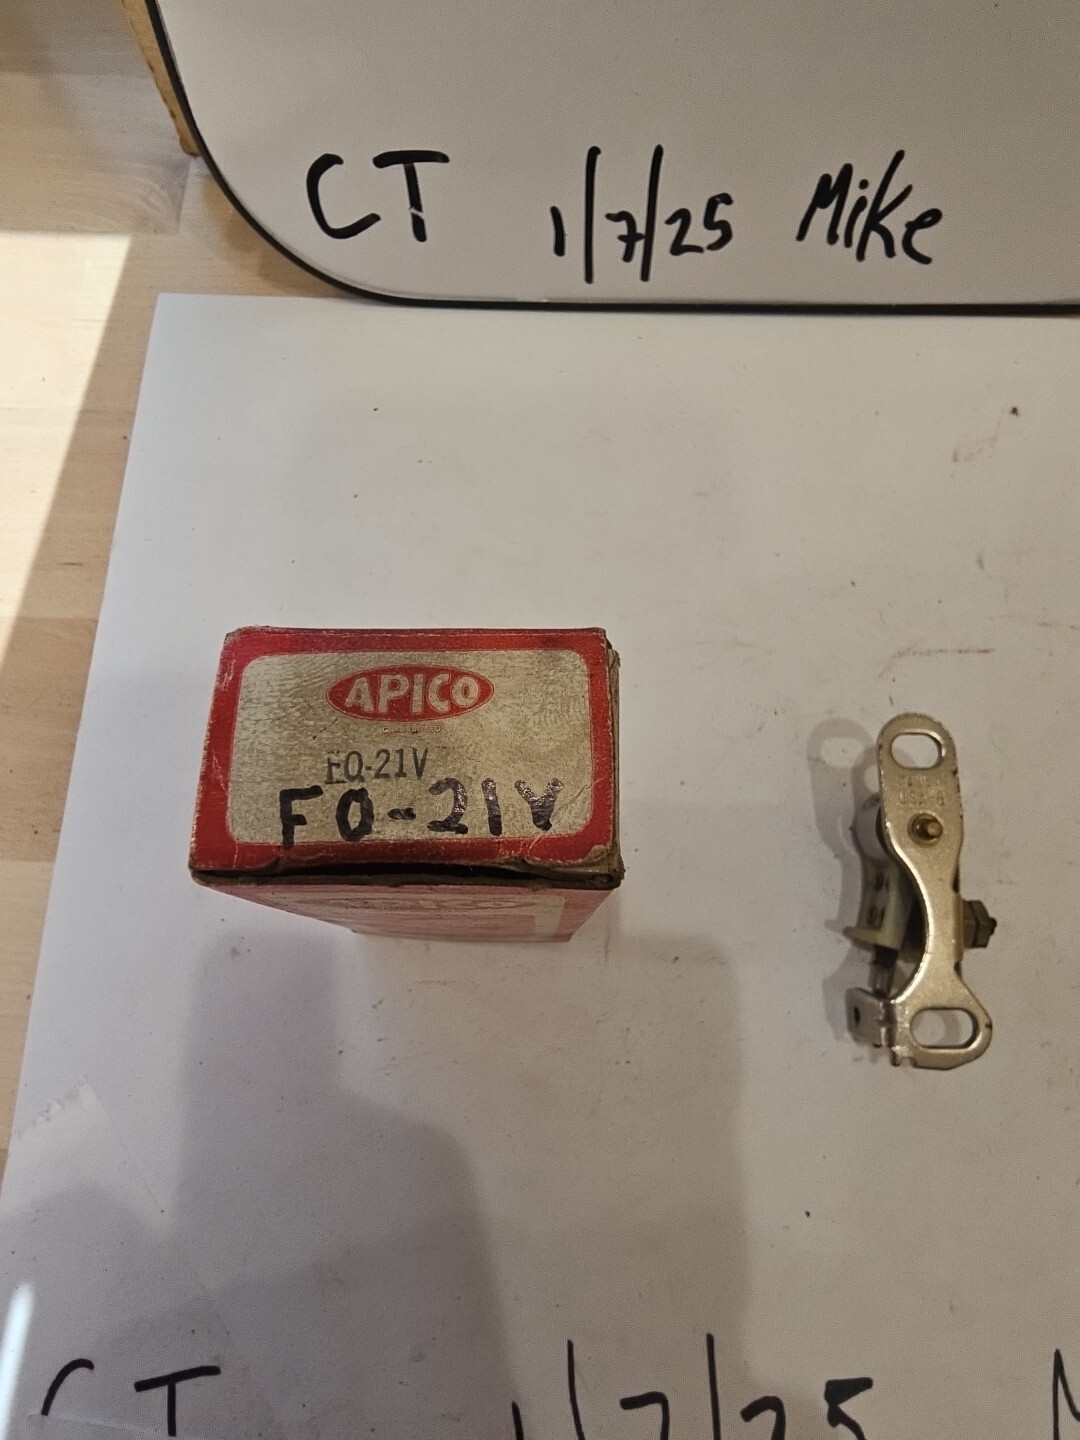 CT 1/7/25 Mike
APICO
FO-21V
FO-21V
CT 1/7/25 M